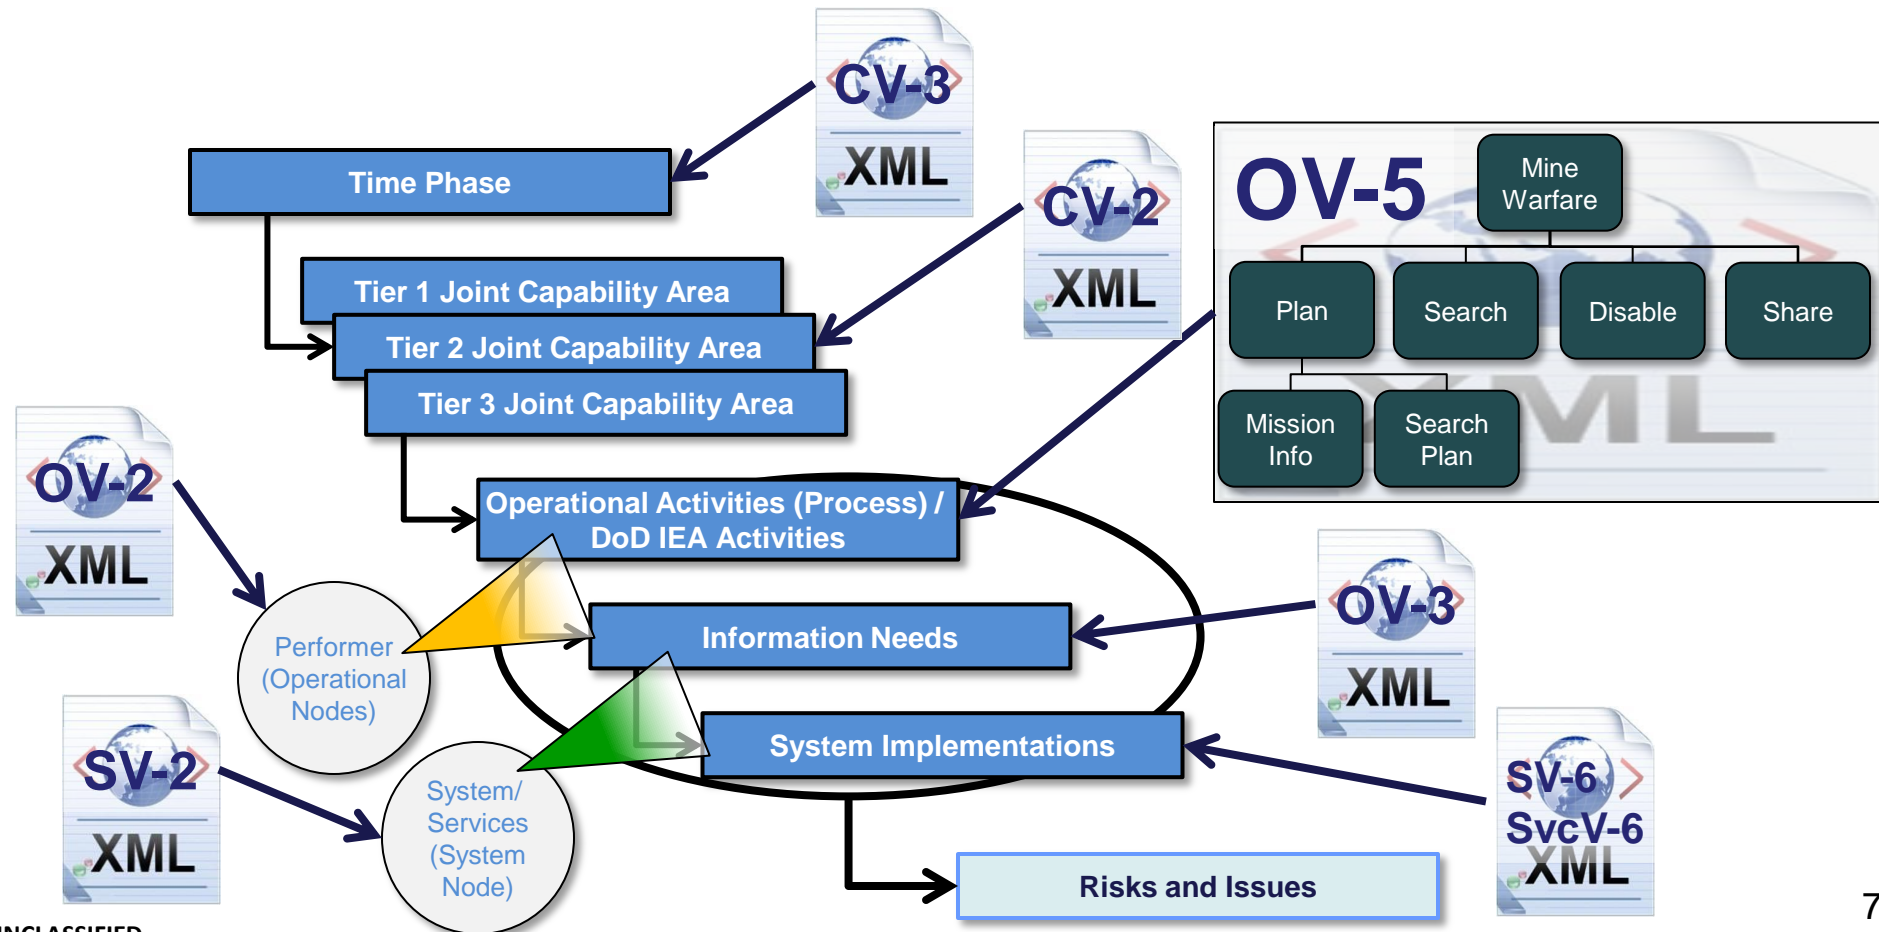 CV-3
XML
Time Phase
CV-2
XML
OV-5
Mine
Warfare
Tier 1 Joint Capability Area
Plan
Search
Disable
Share
Tier 2 Joint Capability Area
Tier 3 Joint Capability Area
Mission
Info
Search
Plan
XML
OV-2
XML
Operational Activities (Process) /
DoD IEA Activities
OV-3
XML
Information Needs
Performer
(Operational
Nodes)
SV-2
XML
System Implementations
SV-6
SvcV-6
XML
System/
Services
(System
Node)
Risks and Issues
7
UNCLASSIFIED